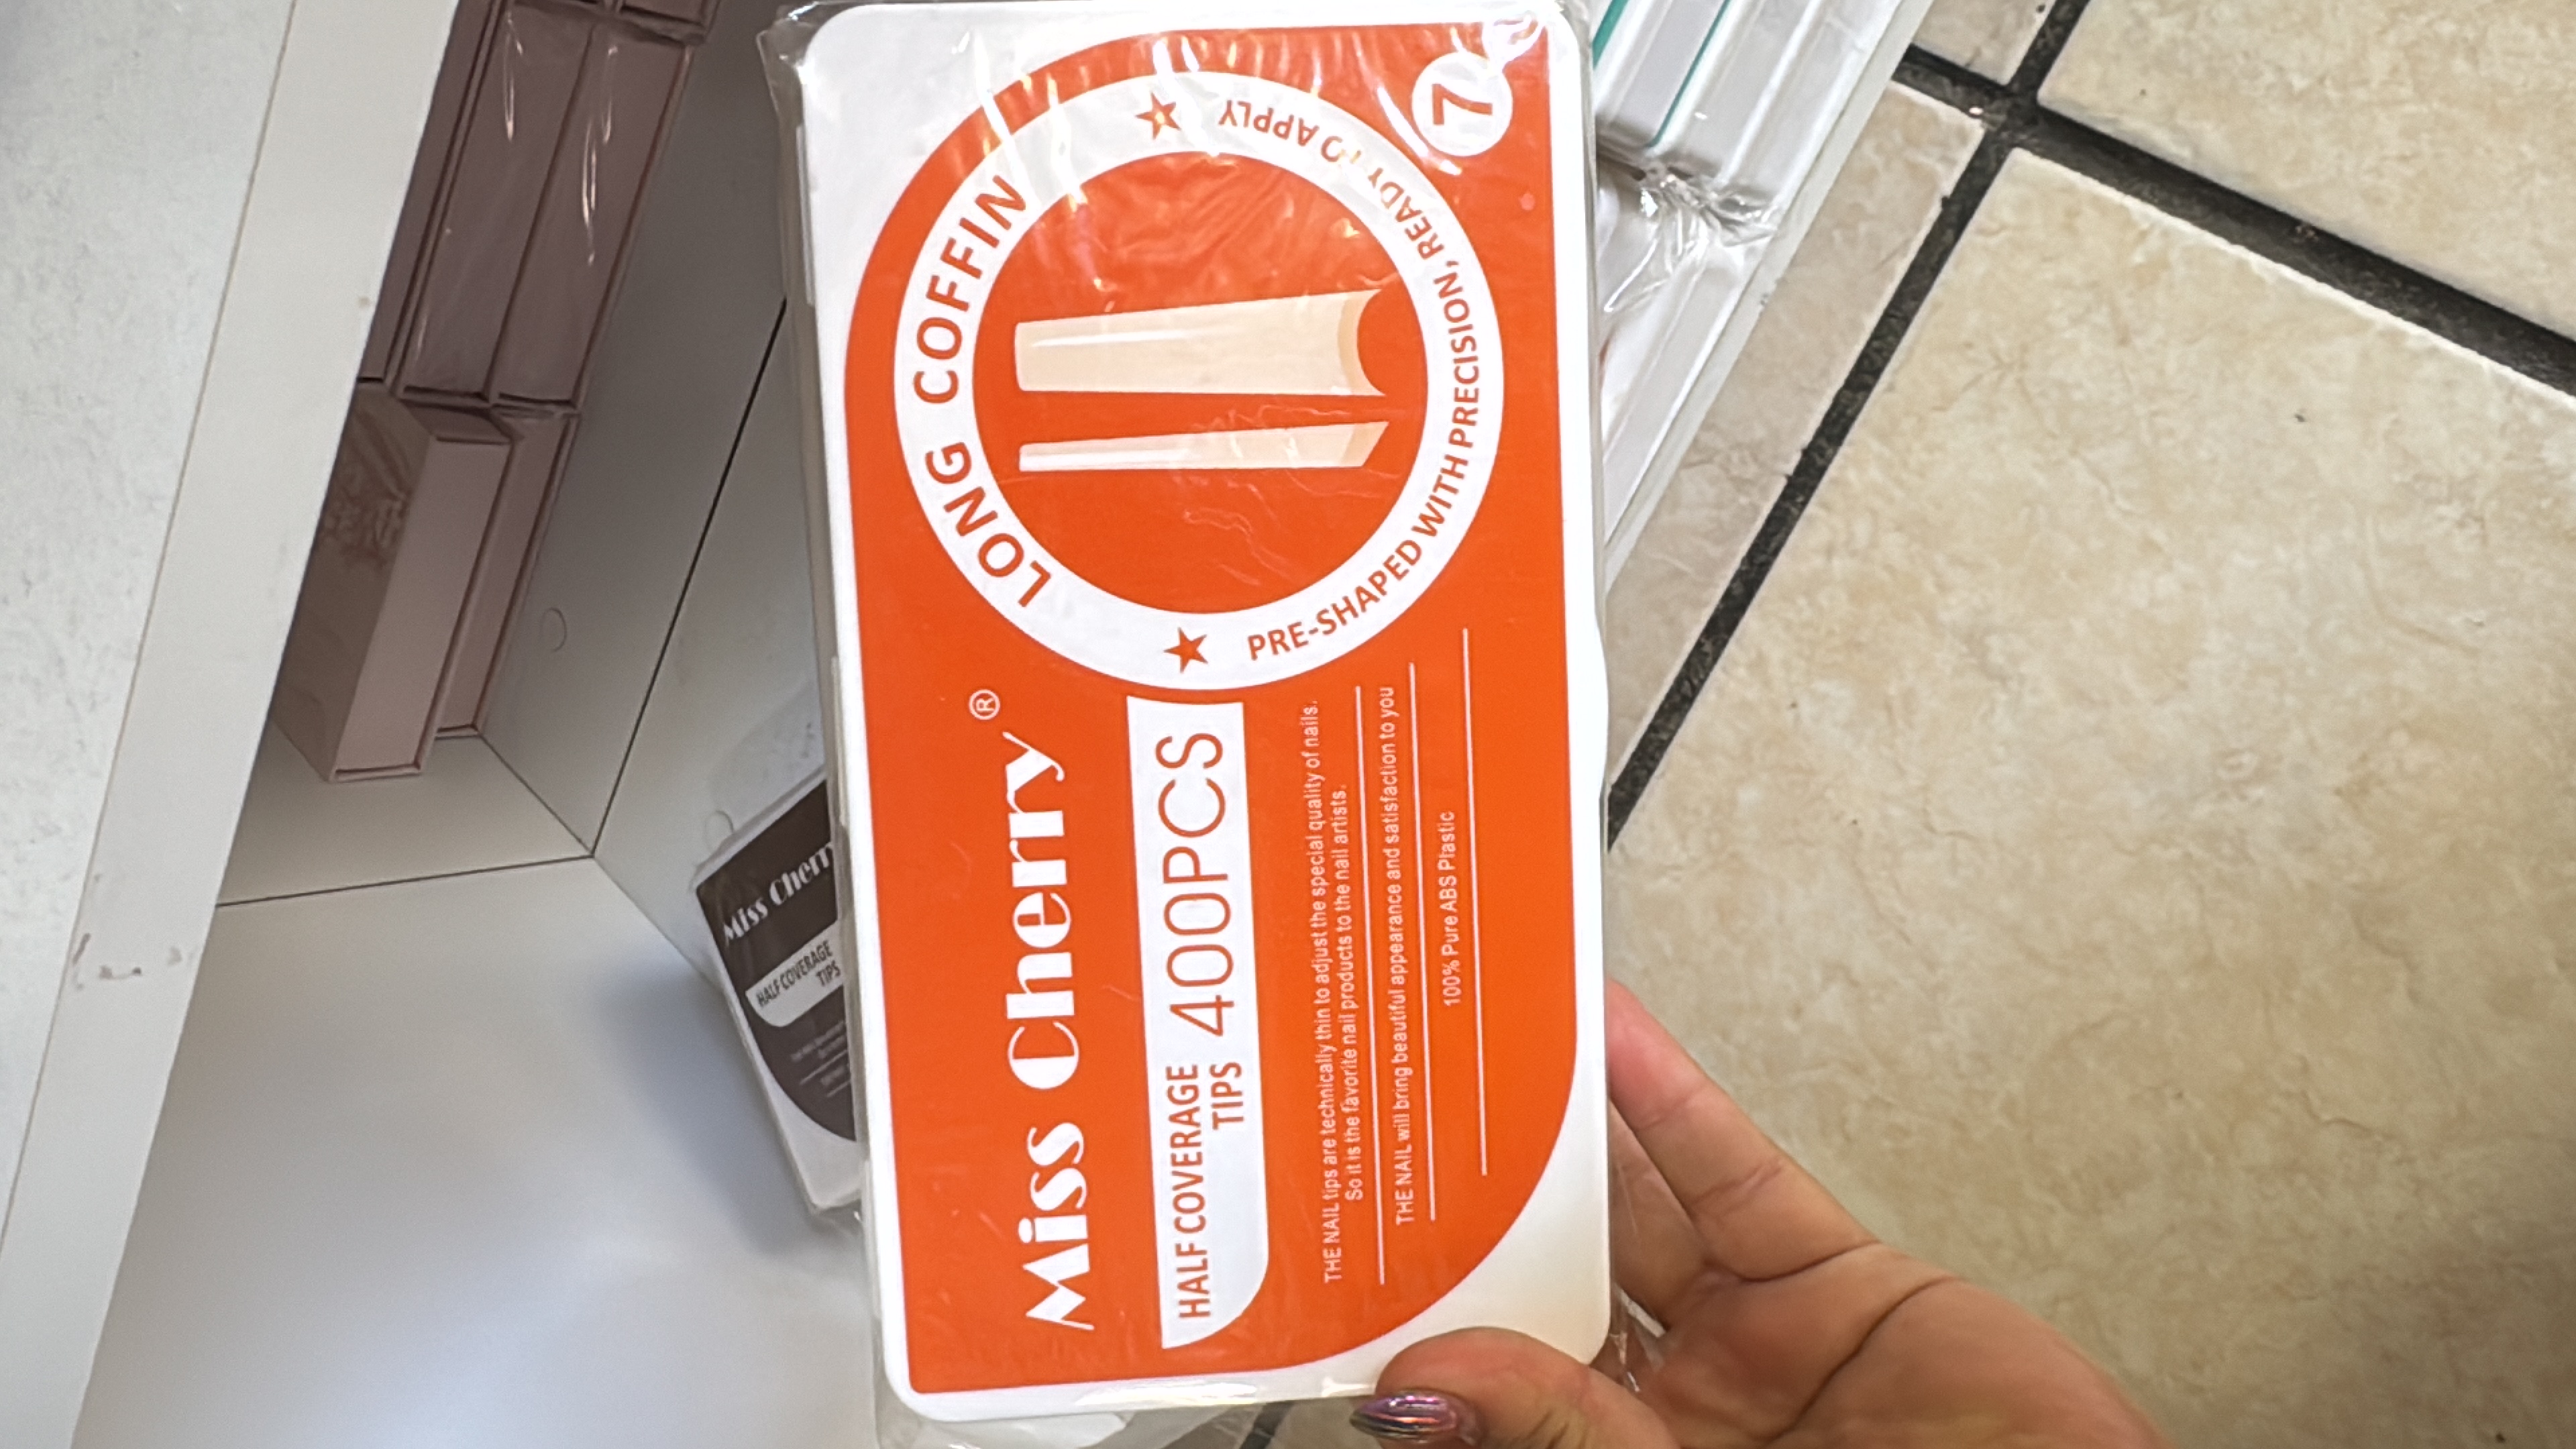 Miss Cherry®
HALF COVERAGE
TIPS
400PCS
LONG COFFIN
PRE-SHAPED WITH PRECISION, READY TO APPLY
7
THE NAIL tips are technically thin to adjust the special quality of nails.
So it is the favorite nail products to the nail artists.
THE NAIL will bring beautiful appearance and satisfaction to you
100% Pure ABS Plastic
Miss Cherry
HALF COVERAGE
TIPS